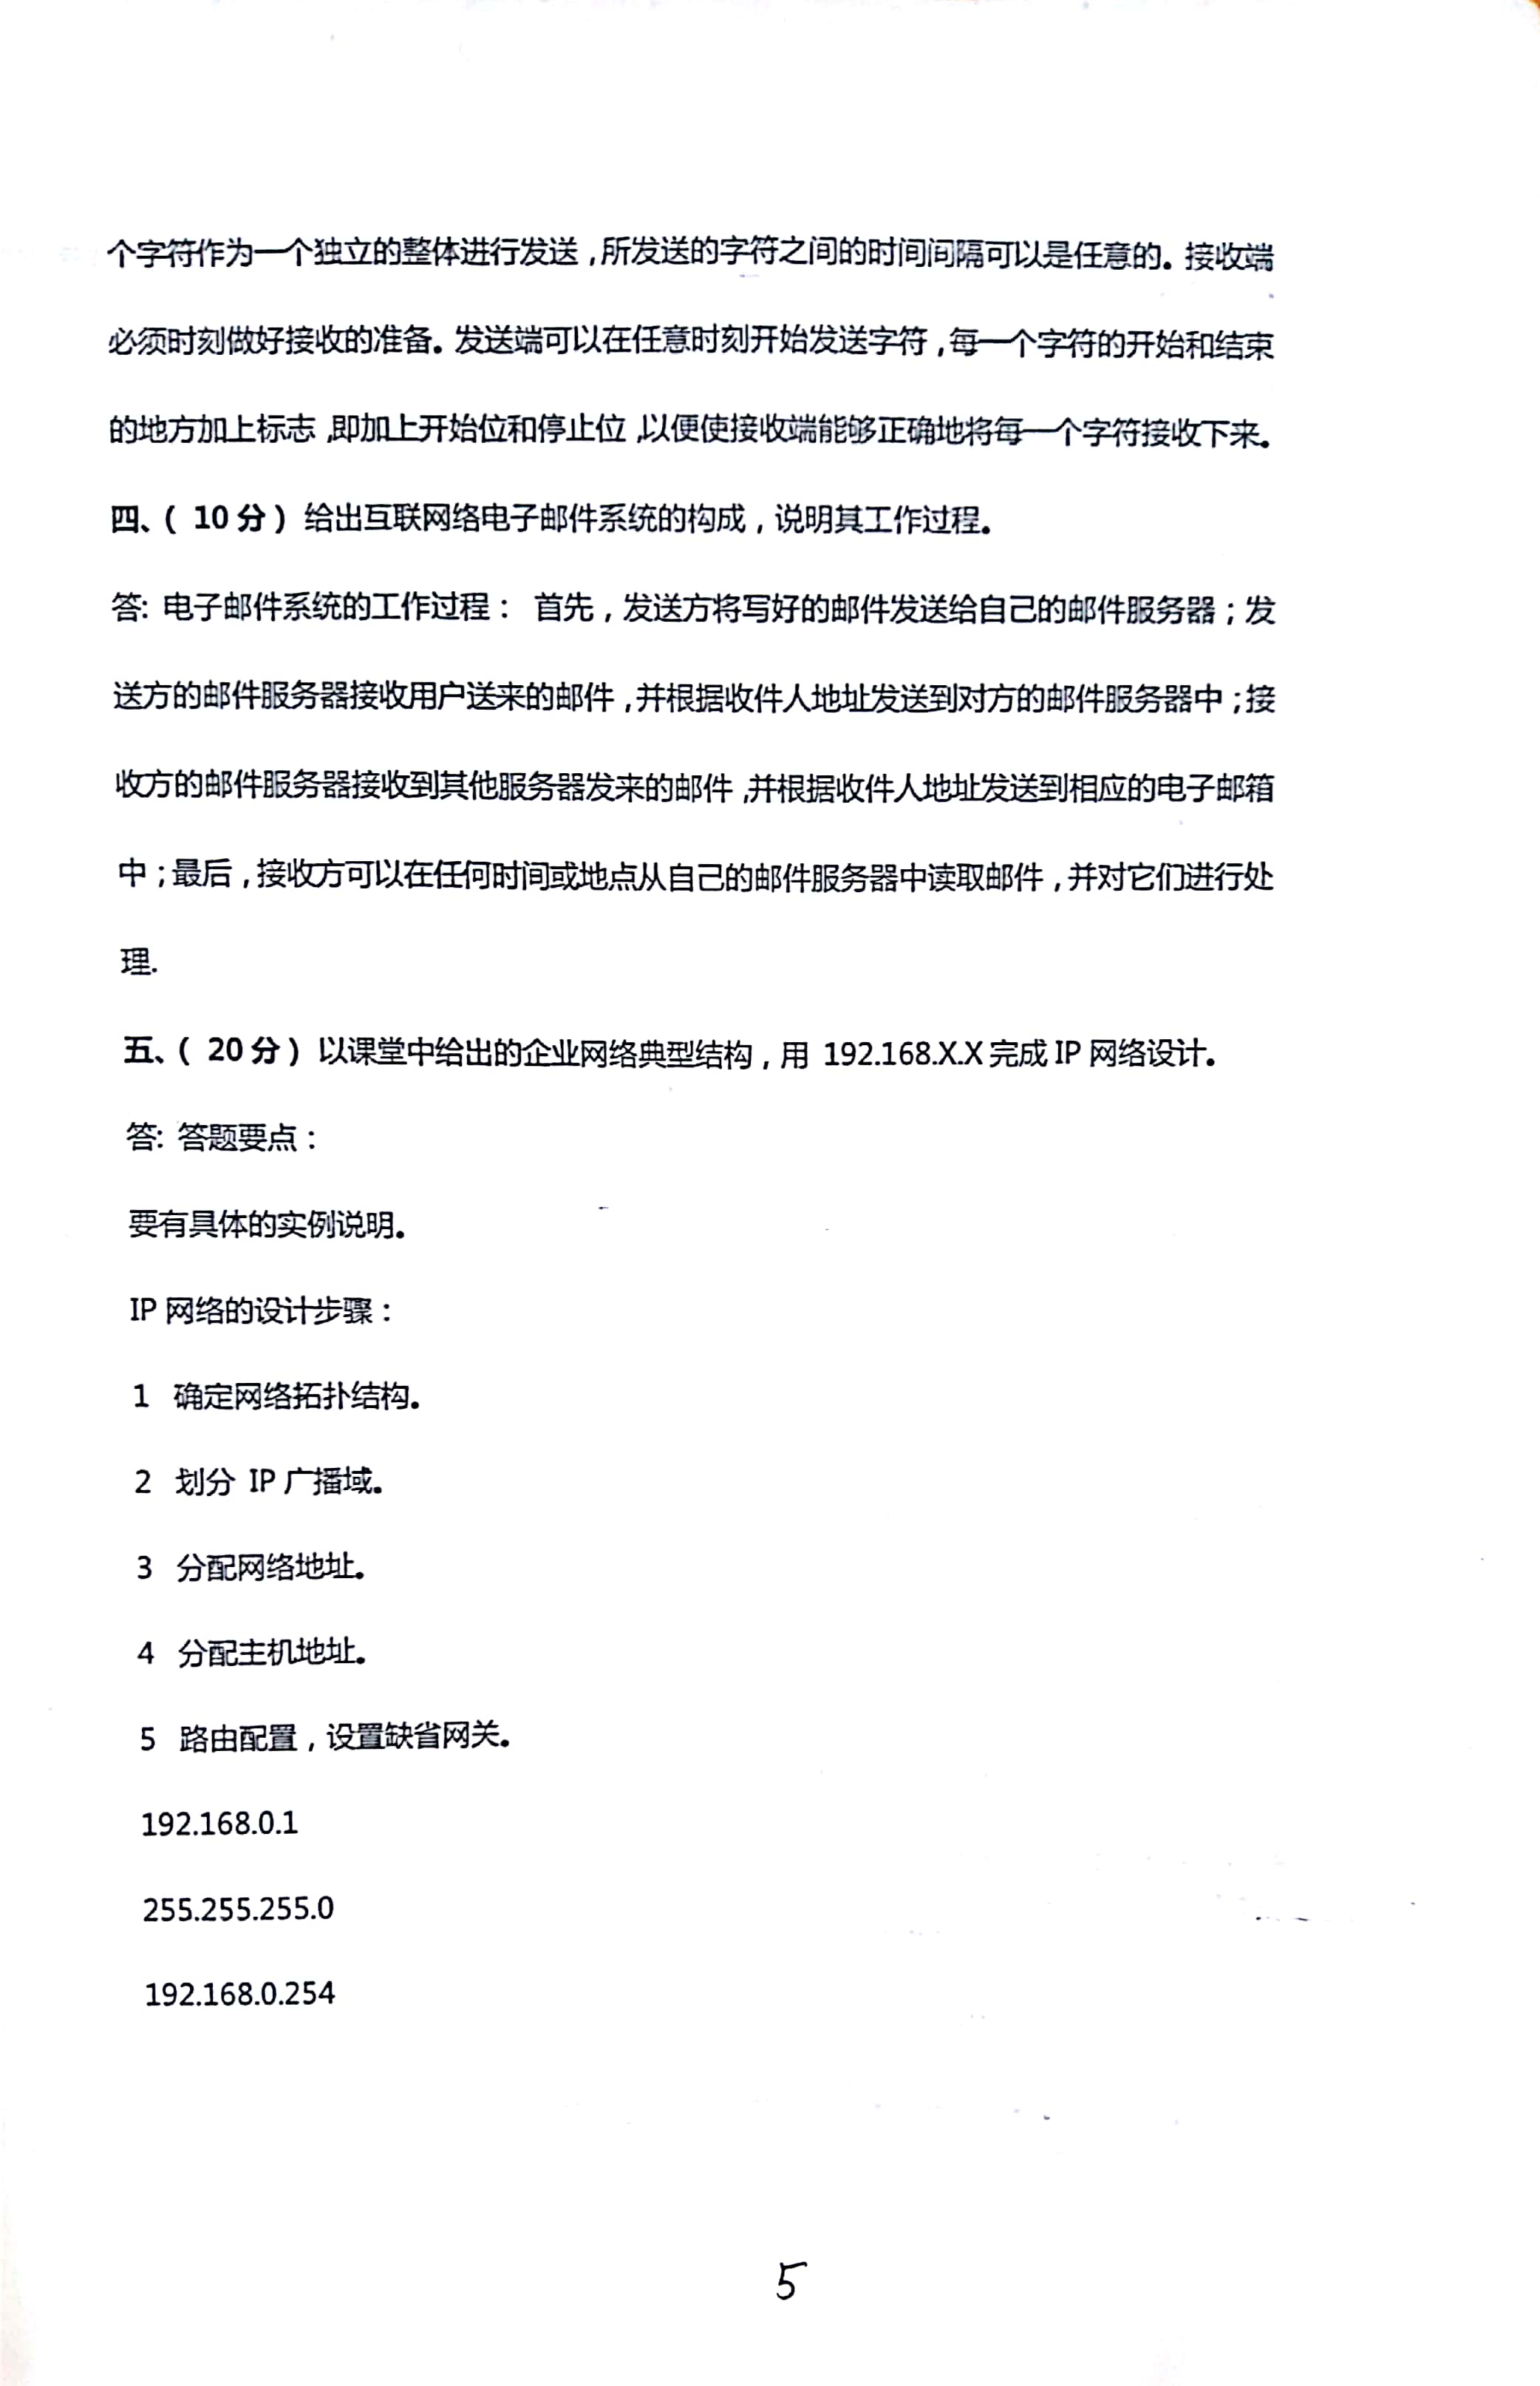 个字符作为一个独立的整体进行发送,所发送的字符之间的时间间隔可以是任意的。接收端
必须时刻做好接收的准备。发送端可以在任意时刻开始发送字符,每一个字符的开始和结束
的地方加上标志,即加上开始位和停止位,以便使接收端能够正确地将每一个字符接收下来。
四、( 10 分) 给出互联网络电子邮件系统的构成,说明其工作过程。
答: 电子邮件系统的工作过程: 首先,发送方将写好的邮件发送给自己的邮件服务器;发
送方的邮件服务器接收用户送来的邮件,并根据收件人地址发送到对方的邮件服务器中;接
收方的邮件服务器接收到其他服务器发来的邮件,并根据收件人地址发送到相应的电子邮箱
中;最后,接收方可以在任何时间或地点从自己的邮件服务器中读取邮件,并对它们进行处
理.
五、( 20 分) 以课堂中给出的企业网络典型结构,用 192.168.X.X 完成 IP 网络设计。
答: 答题要点:
要有具体的实例说明。
IP 网络的设计步骤:
1 确定网络拓扑结构。
2 划分 IP 广播域。
3 分配网络地址。
4 分配主机地址。
5 路由配置,设置缺省网关。
192.168.0.1
255.255.255.0
192.168.0.254
5